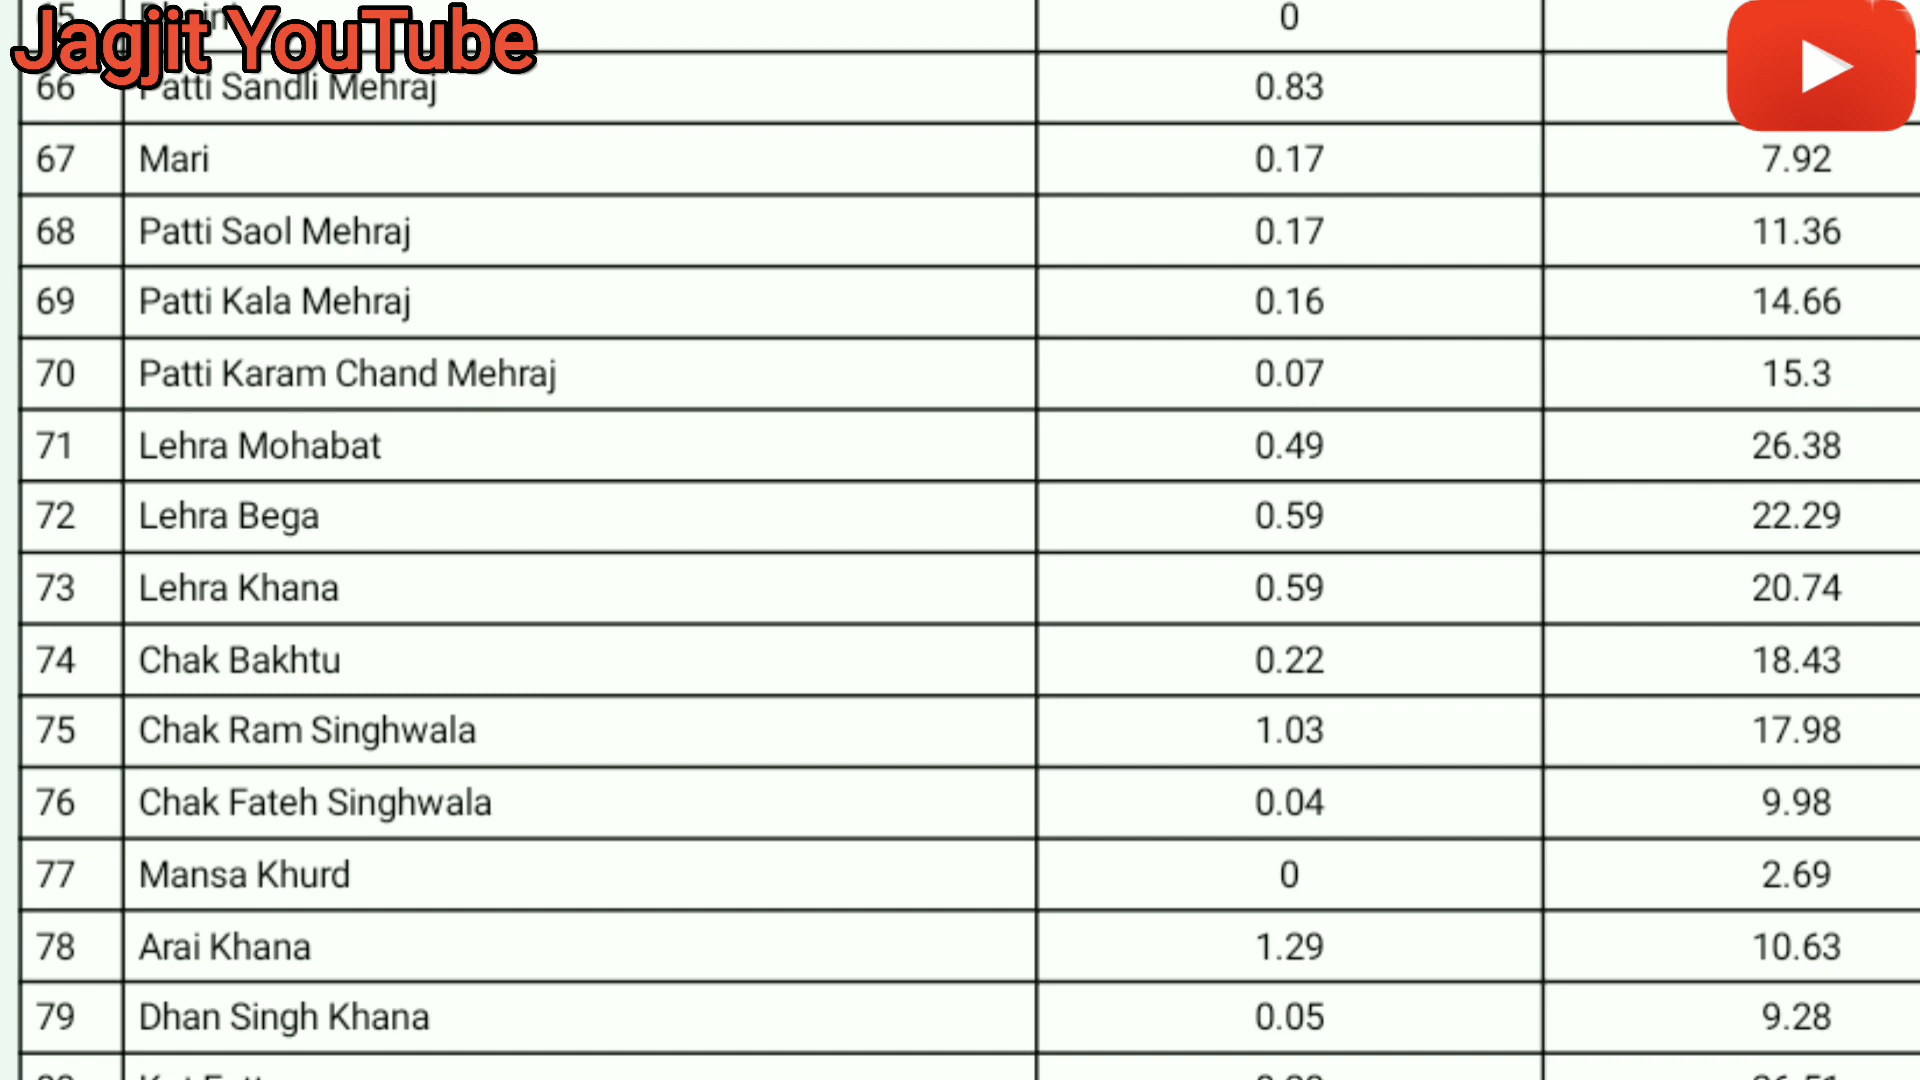 Jagjit YouTube
65 0
66 Patti Sandli Mehraj 0.83
67 Mari 0.17 7.92
68 Patti Saol Mehraj 0.17 11.36
69 Patti Kala Mehraj 0.16 14.66
70 Patti Karam Chand Mehraj 0.07 15.3
71 Lehra Mohabat 0.49 26.38
72 Lehra Bega 0.59 22.29
73 Lehra Khana 0.59 20.74
74 Chak Bakhtu 0.22 18.43
75 Chak Ram Singhwala 1.03 17.98
76 Chak Fateh Singhwala 0.04 9.98
77 Mansa Khurd 0 2.69
78 Arai Khana 1.29 10.63
79 Dhan Singh Khana 0.05 9.28